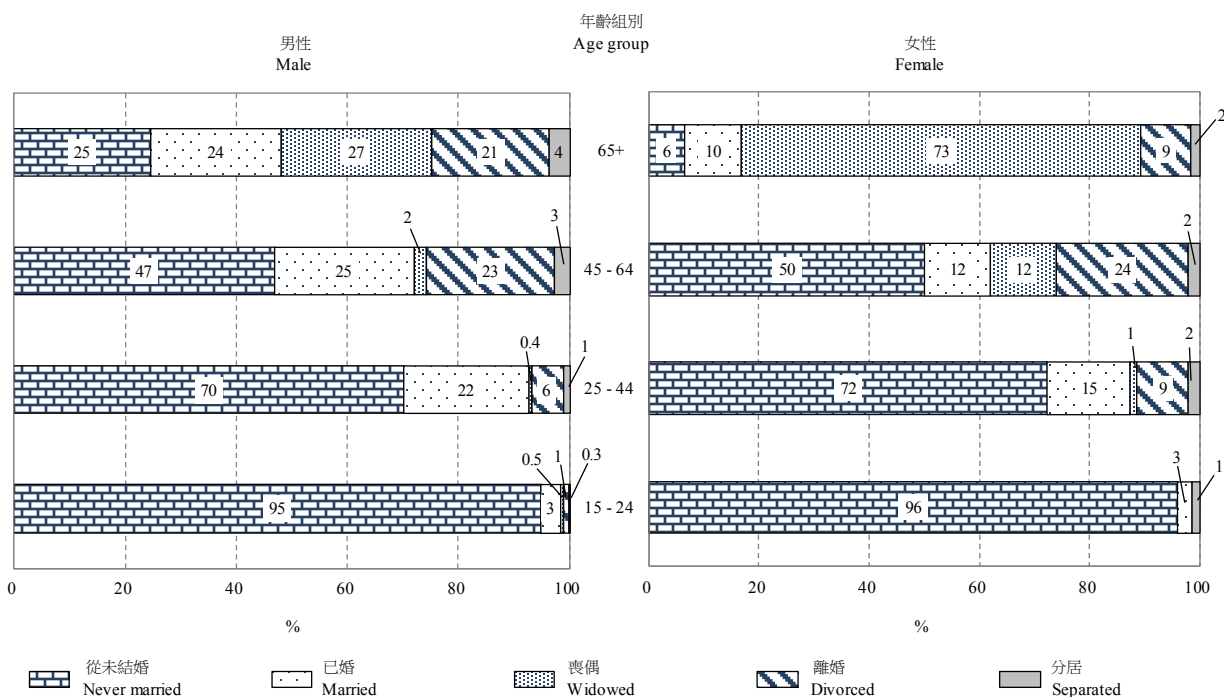 年齡組別
Age group
男性
Male
女性
Female
25 24 27 21 4
65+
6 10 73 9 2
47 25 2 23 3
45 - 64
50 12 12 24 2
70 22 0.4 6 1
25 - 44
72 15 1 9 2
95 3 0.5 1 0.3
15 - 24
96 3 1
0 20 40 60 80 100
0 20 40 60 80 100
%
%
從未結婚
Never married
已婚
Married
喪偶
Widowed
離婚
Divorced
分居
Separated